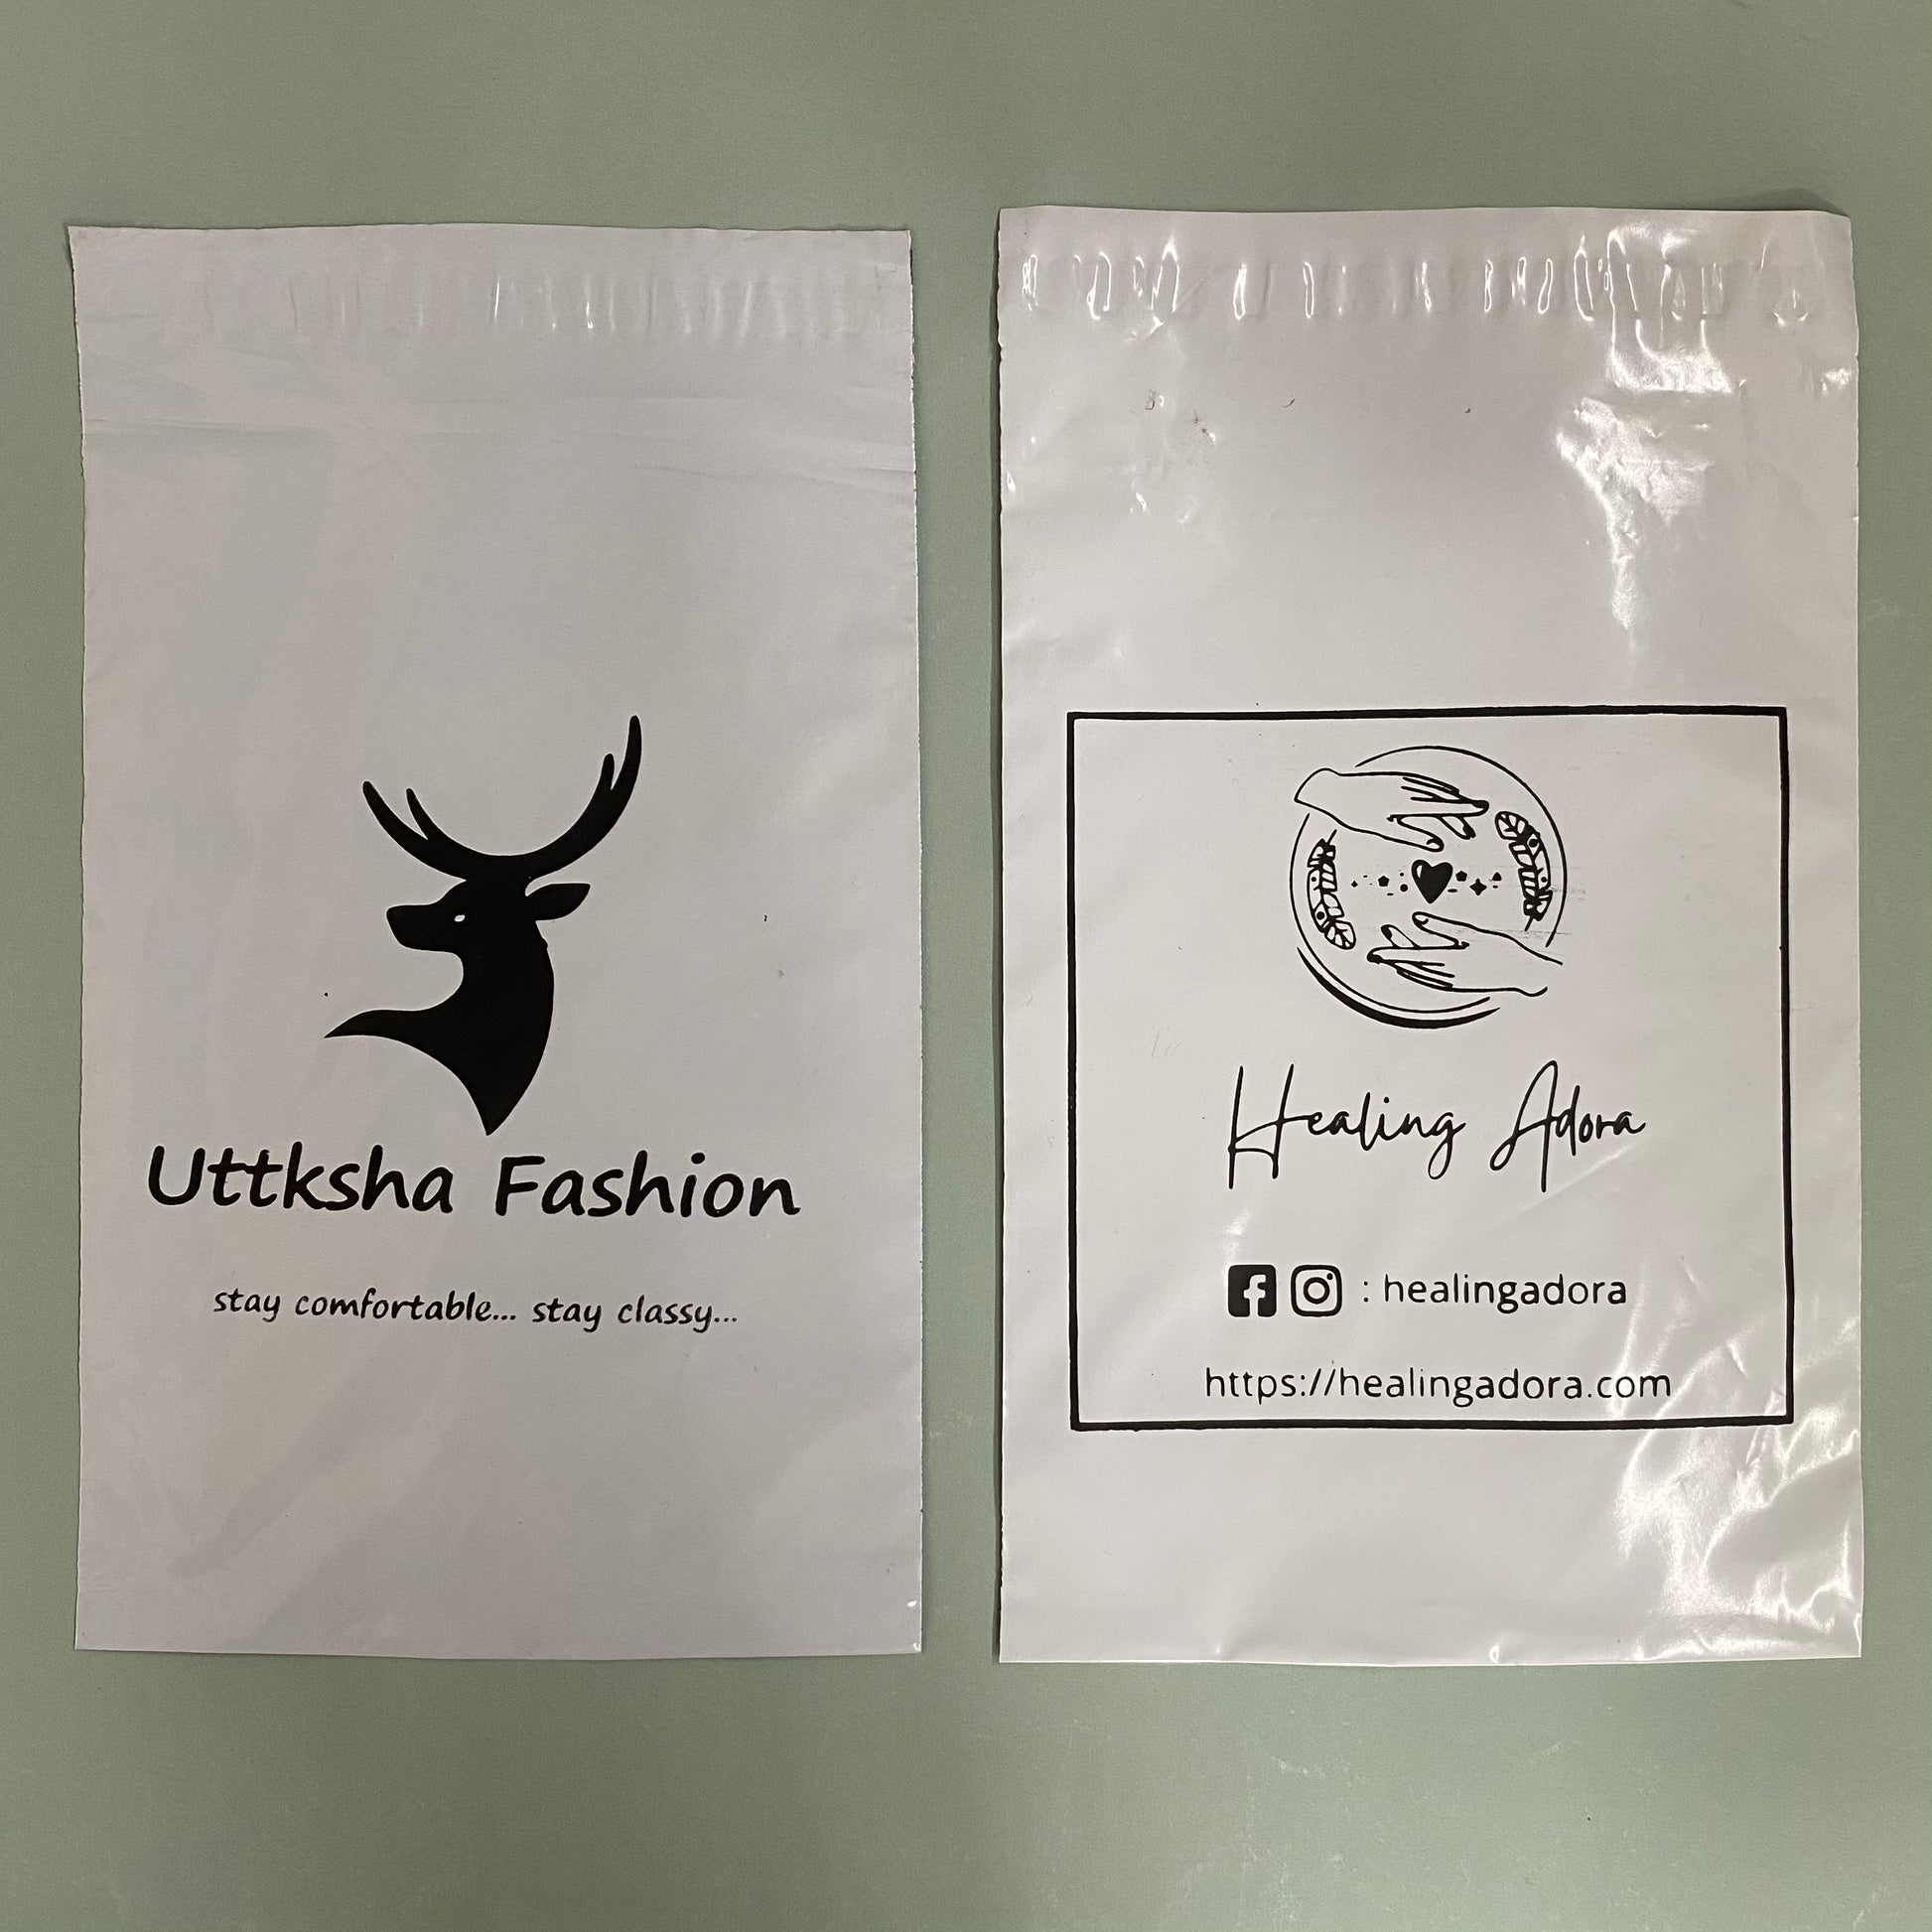 Uttksha Fashion
stay comfortable... stay classy...
Healing Adora
: healingadora
https://healingadora.com